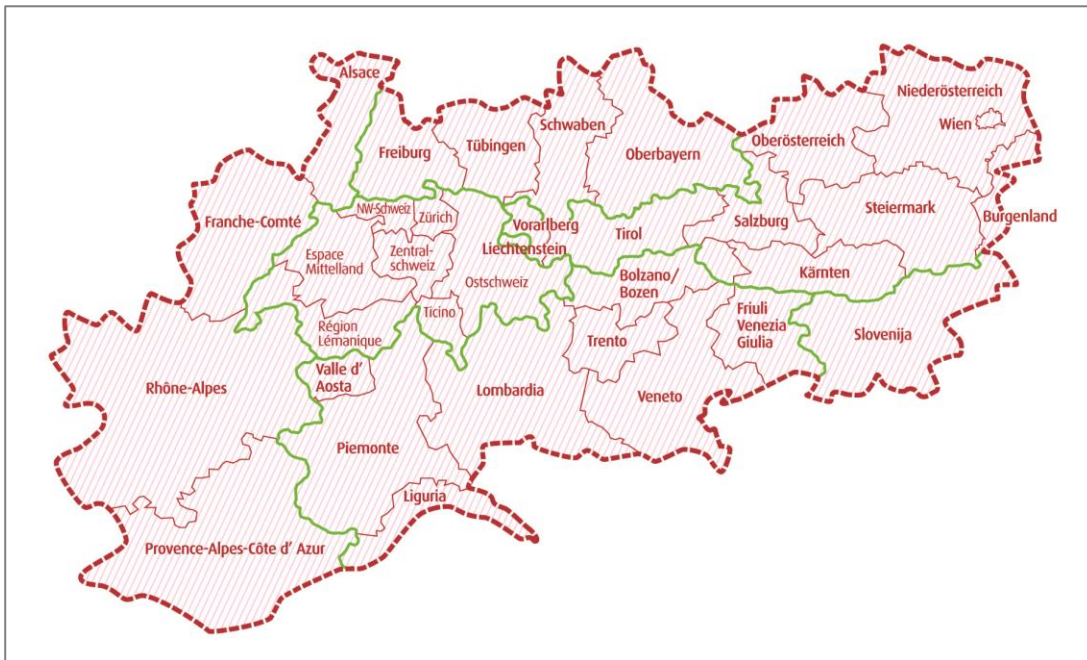 Alsace
Niederösterreich
Wien
Schwaben
Oberösterreich
Freiburg
Tübingen
Oberbayern
Franche-Comté
NW-Schweiz
Zürich
Vorarlberg
Tirol
Salzburg
Steiermark
Burgenland
Liechtenstein
Espace
Mittelland
Zentral-
schweiz
Ostschweiz
Bolzano/
Bozen
Kärnten
Région
Lémanique
Ticino
Trento
Friuli
Venezia
Giulia
Slovenija
Valle d'
Aosta
Rhône-Alpes
Lombardia
Veneto
Piemonte
Liguria
Provence-Alpes-Côte d' Azur